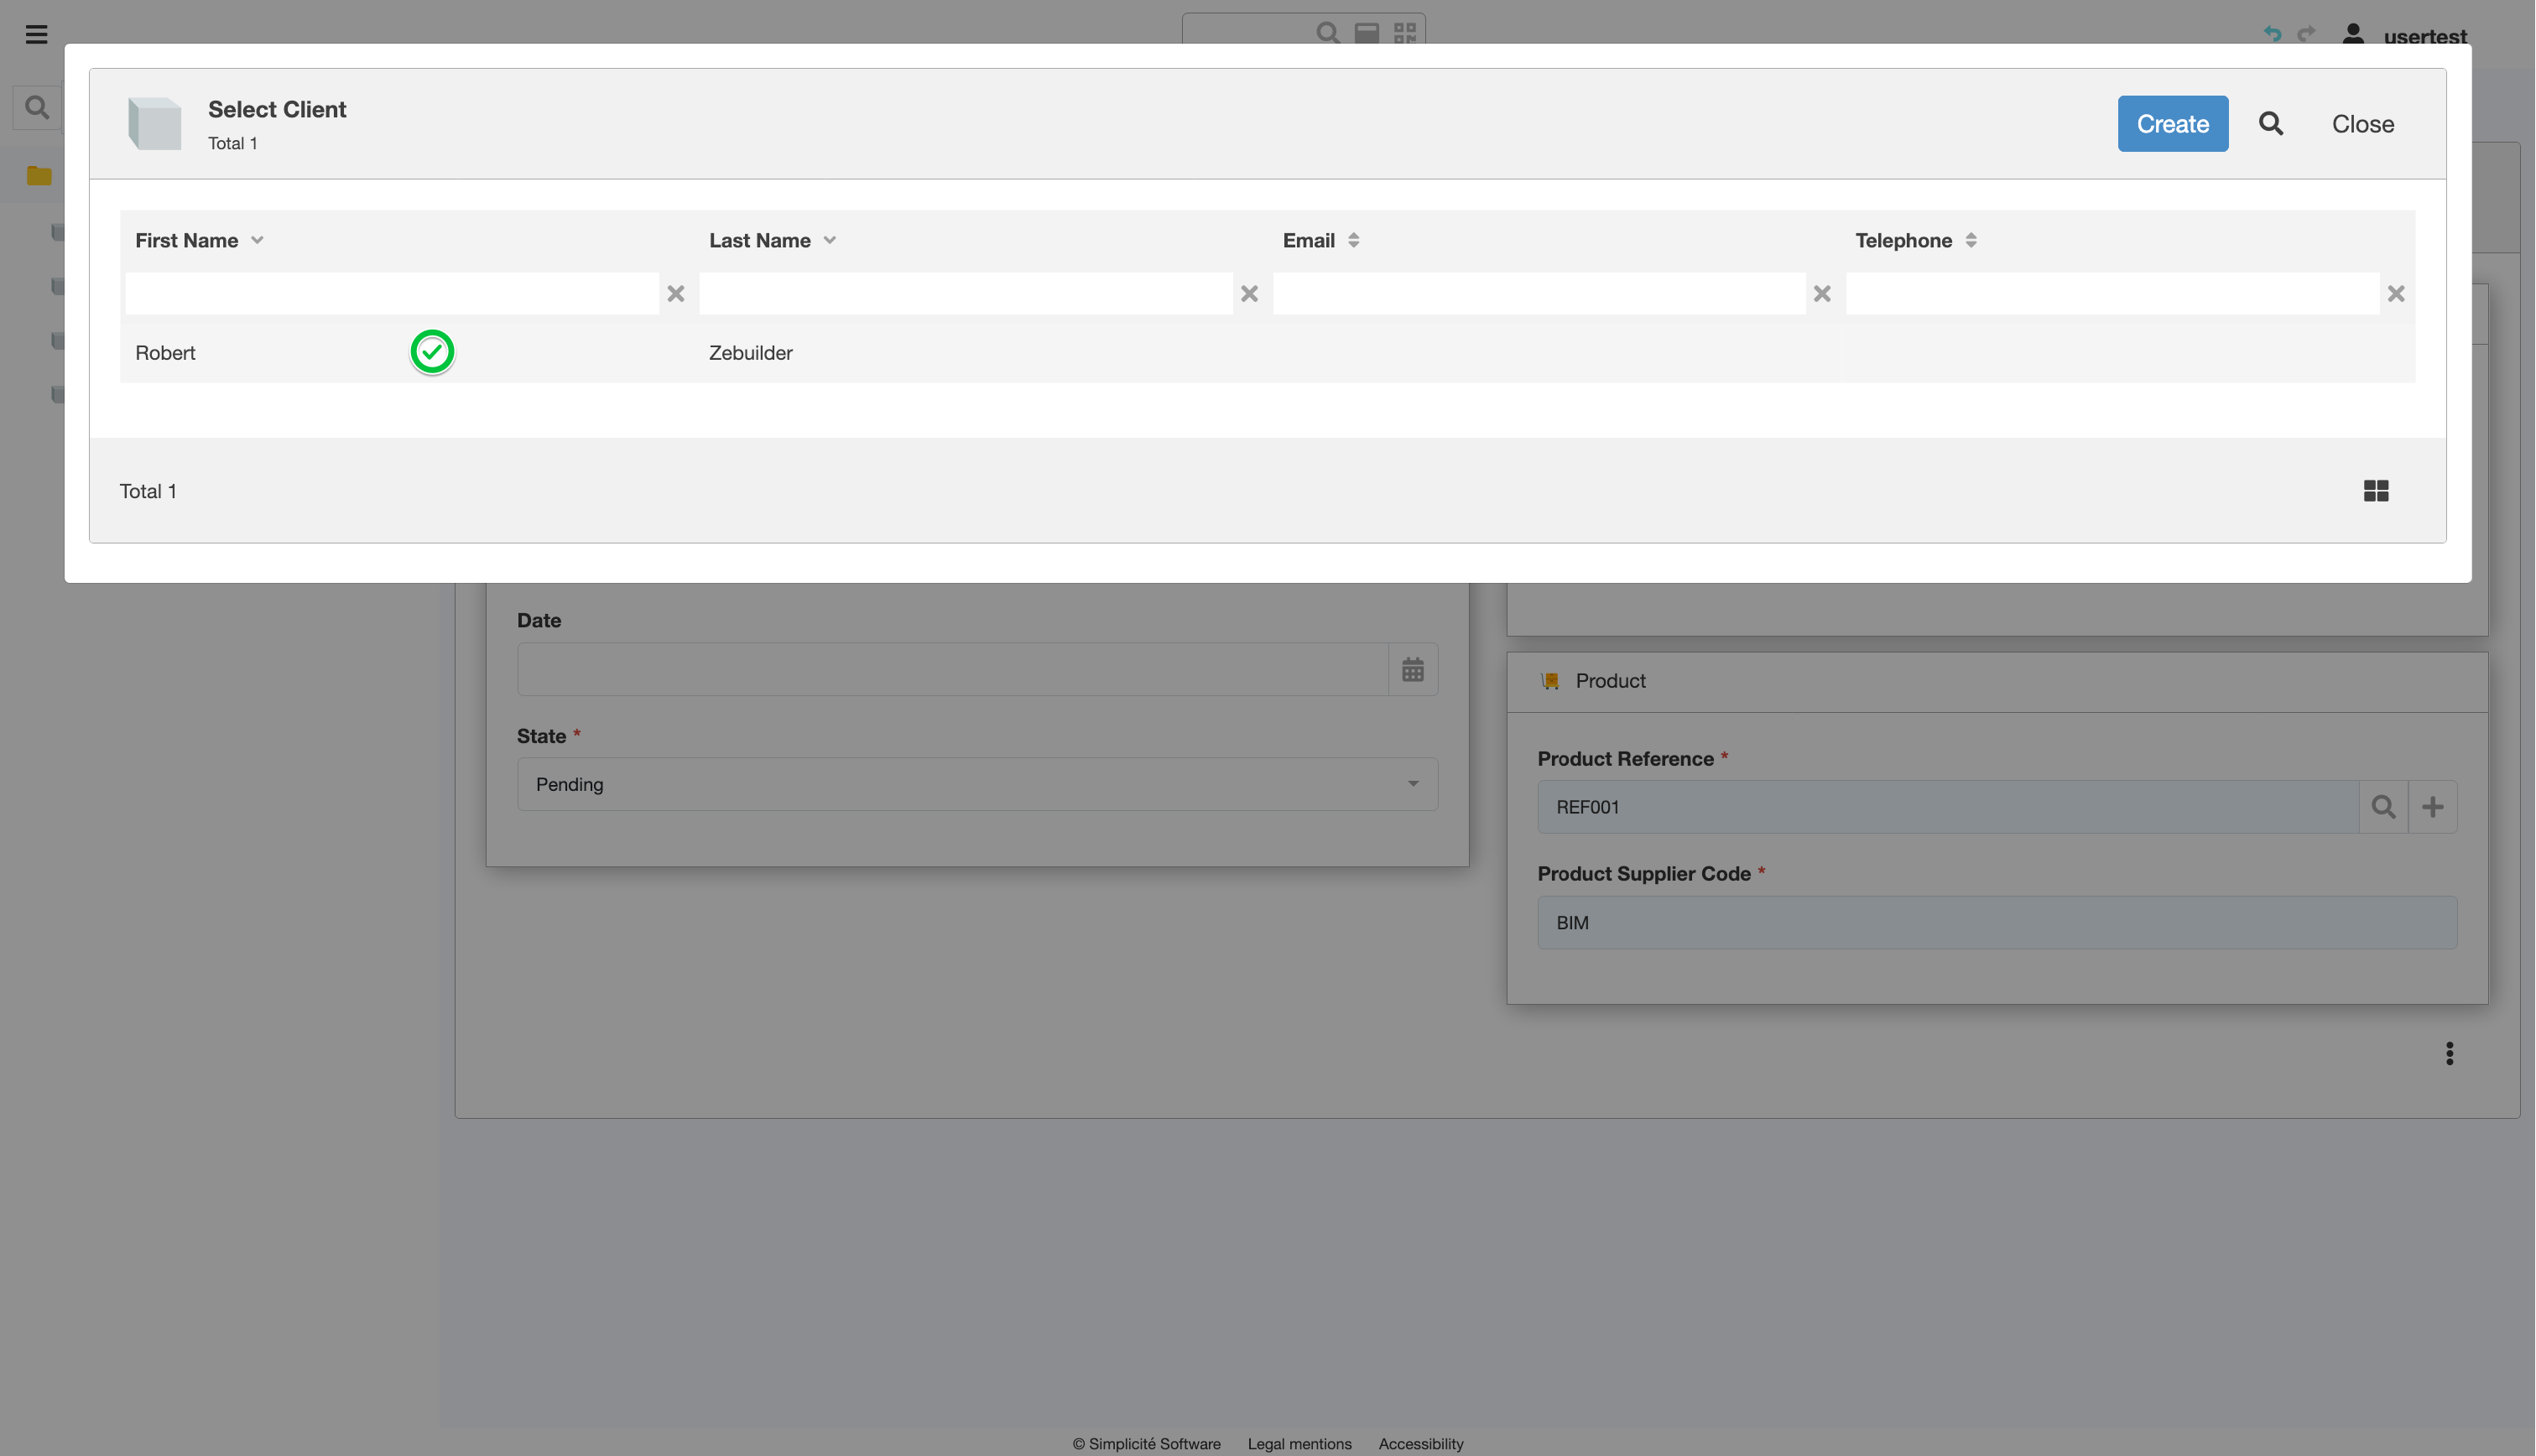 usertest
Select Client
Total 1
Create
Close
First Name
Last Name
Email
Telephone
Robert
Zebuilder
Total 1
Date
State *
Pending
Product
Product Reference *
REF001
Product Supplier Code *
BIM
© Simplicité Software
Legal mentions
Accessibility